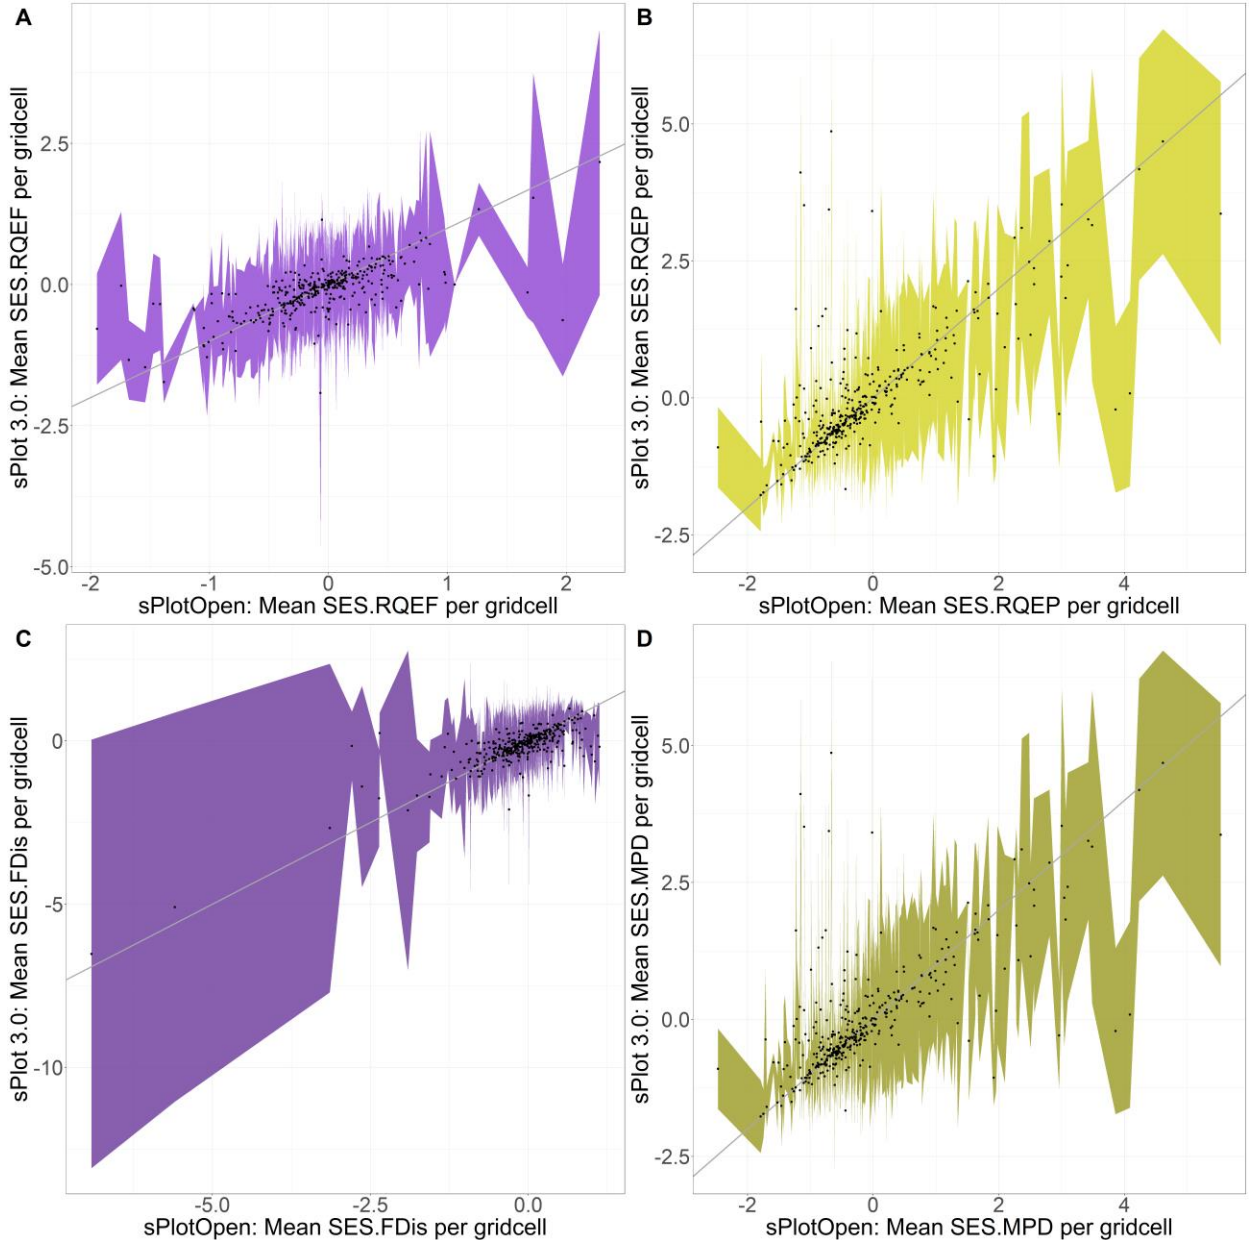 A
sPlot 3.0: Mean SES.RQEF per gridcell
2.5
0.0
-2.5
-5.0
-2 -1 0 1 2
sPlotOpen: Mean SES.RQEF per gridcell
B
sPlot 3.0: Mean SES.RQEP per gridcell
5.0
2.5
0.0
-2.5
-2 0 2 4
sPlotOpen: Mean SES.RQEP per gridcell
C
sPlot 3.0: Mean SES.FDis per gridcell
0
-5
-10
-5.0 -2.5 0.0
sPlotOpen: Mean SES.FDis per gridcell
D
sPlot 3.0: Mean SES.MPD per gridcell
5.0
2.5
0.0
-2.5
-2 0 2 4
sPlotOpen: Mean SES.MPD per gridcell